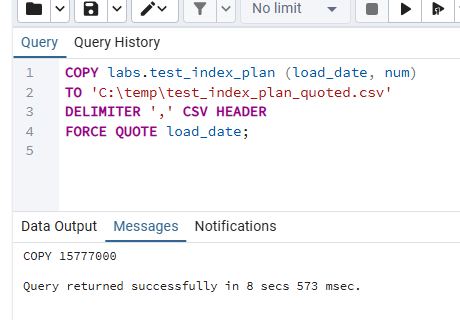 No limit
Query Query History
1 COPY labs.test_index_plan (load_date, num)
2 TO 'C:\temp\test_index_plan_quoted.csv'
3 DELIMITER ',' CSV HEADER
4 FORCE QUOTE load_date;
5
Data Output Messages Notifications
COPY 15777000
Query returned successfully in 8 secs 573 msec.